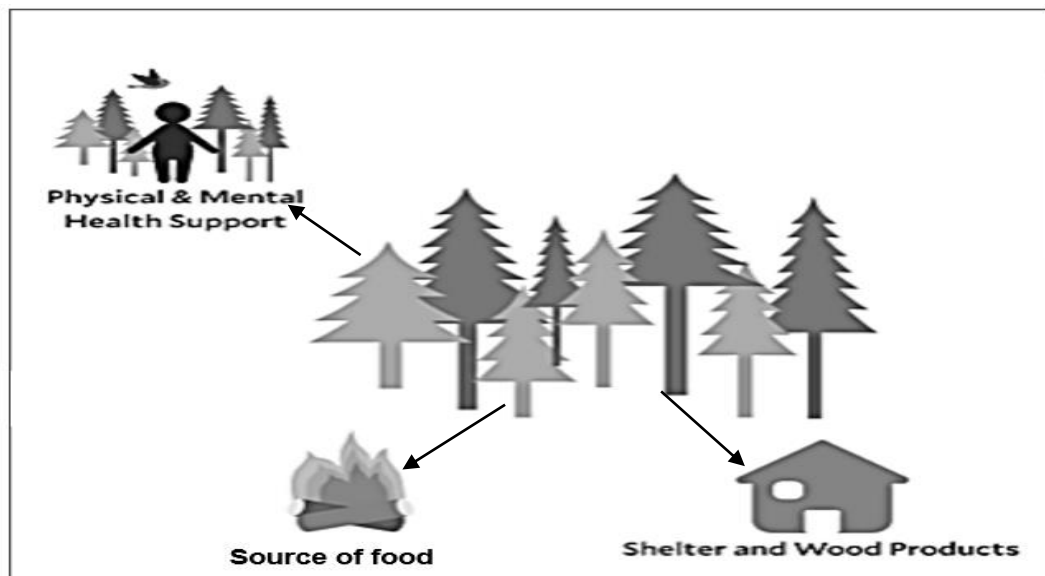 Physical & Mental
Health Support
Source of food
Shelter and Wood Products